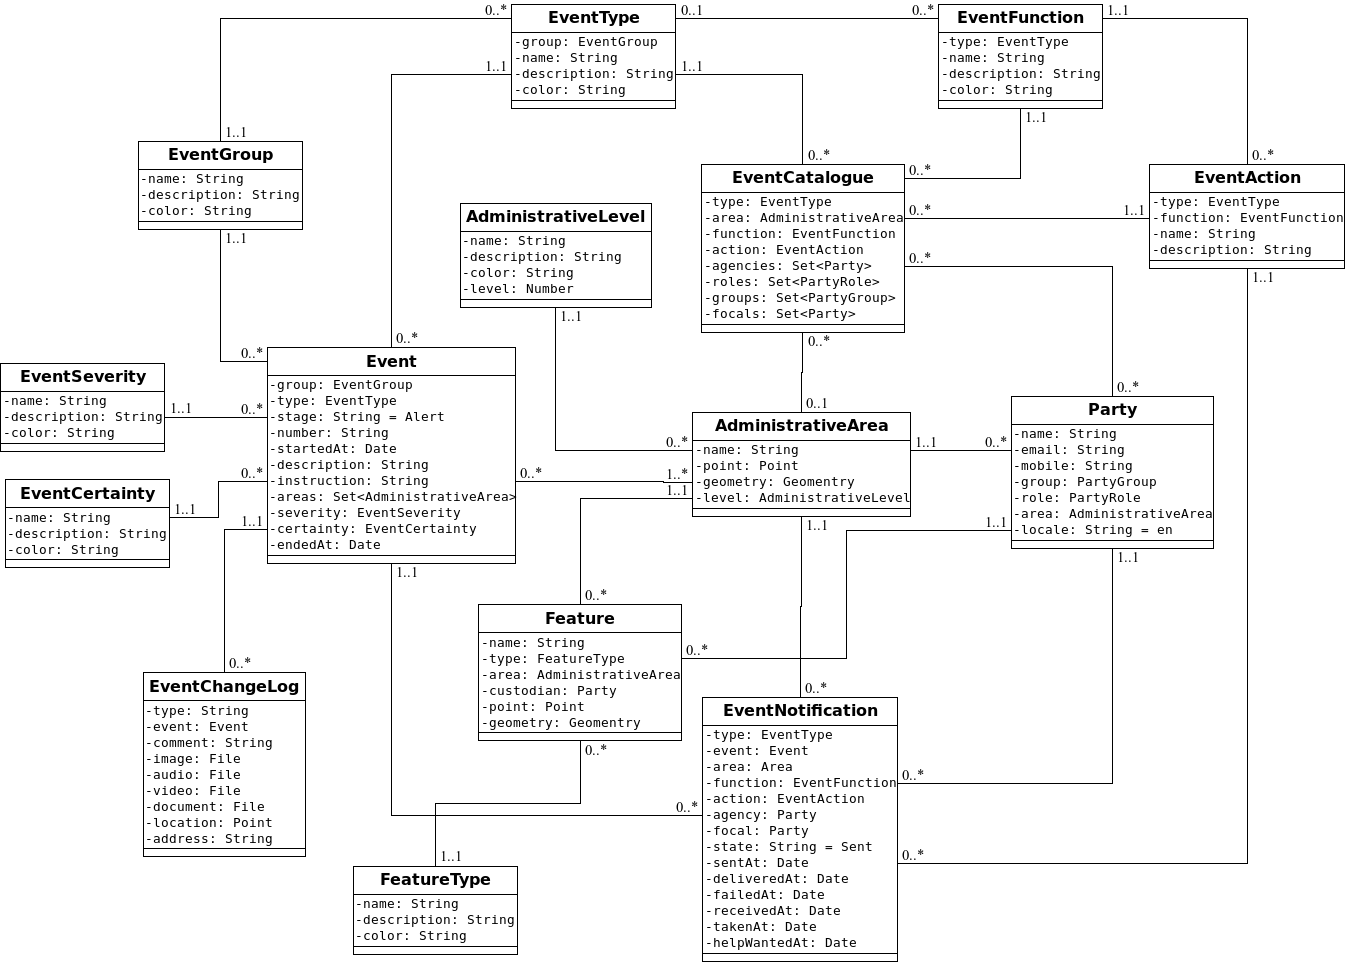 0..*
EventType
0..1
0..*
EventFunction
1..1
-group: EventGroup
-name: String
-description: String
-color: String
1..1
1..1
-type: EventType
-name: String
-description: String
-color: String
1..1
1..1
EventGroup
-name: String
-description: String
-color: String
1..1
0..*
EventCatalogue
-type: EventType
-area: AdministrativeArea
-function: EventFunction
-action: EventAction
-agencies: Set<Party>
-roles: Set<PartyRole>
-groups: Set<PartyGroup>
-focals: Set<Party>
0..*
0..*
0..*
0..*
1..1
0..*
EventAction
-type: EventType
-function: EventFunction
-name: String
-description: String
1..1
AdministrativeLevel
-name: String
-description: String
-color: String
-level: Number
1..1
0..*
0..*
Event
-group: EventGroup
-type: EventType
-stage: String = Alert
-number: String
-startedAt: Date
-description: String
-instruction: String
-areas: Set<AdministrativeArea>
-severity: EventSeverity
-certainty: EventCertainty
-endedAt: Date
0..*
0..*
1..1
0..*
1..1
EventSeverity
-name: String
-description: String
-color: String
1..1
EventCertainty
-name: String
-description: String
-color: String
1..1
0..1
AdministrativeArea
-name: String
-point: Point
-geometry: Geomentry
-level: AdministrativeLevel
0..*
1..*
1..1
1..1
1..1
0..*
0..*
Party
-name: String
-email: String
-mobile: String
-group: PartyGroup
-role: PartyRole
-area: AdministrativeArea
-locale: String = en
1..1
1..1
0..*
Feature
-name: String
-type: FeatureType
-area: AdministrativeArea
-custodian: Party
-point: Point
-geometry: Geomentry
0..*
0..*
0..*
EventChangeLog
-type: String
-event: Event
-comment: String
-image: File
-audio: File
-video: File
-document: File
-location: Point
-address: String
0..*
EventNotification
-type: EventType
-event: Event
-area: Area
-function: EventFunction
-action: EventAction
-agency: Party
-focal: Party
-state: String = Sent
-sentAt: Date
-deliveredAt: Date
-failedAt: Date
-receivedAt: Date
-takenAt: Date
-helpWantedAt: Date
0..*
0..*
0..*
1..1
FeatureType
-name: String
-description: String
-color: String